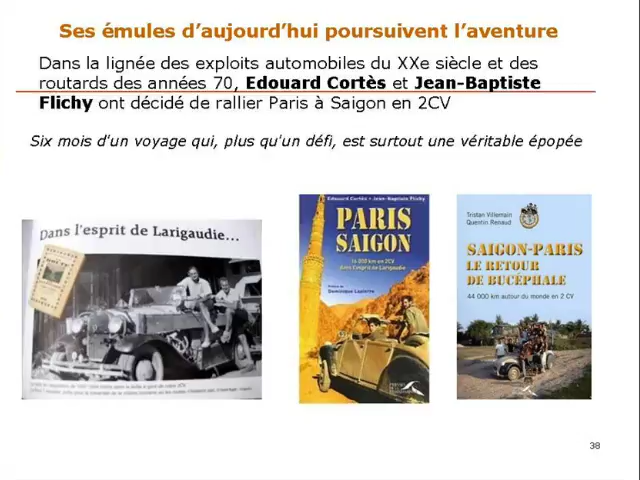 Ses émules d’aujourd’hui poursuivent l’aventure
Dans la lignée des exploits automobiles du XXe siècle et des
routards des années 70, Edouard Cortès et Jean-Baptiste
Flichy ont décidé de rallier Paris à Saigon en 2CV
Six mois d'un voyage qui, plus qu'un défi, est surtout une véritable épopée
Dans l'esprit de Larigaudie...
Edouard Cortès - Jean-Baptiste Flichy
PARIS
SAIGON
16 000 km en 2CV
dans l'esprit de Larigaudie
Dominique Lapierre
Tristan Villemain
Quentin Renaud
SAIGON-PARIS
LE RETOUR
DE BUCÉPHALE
44 000 km autour du monde en 2 CV
38